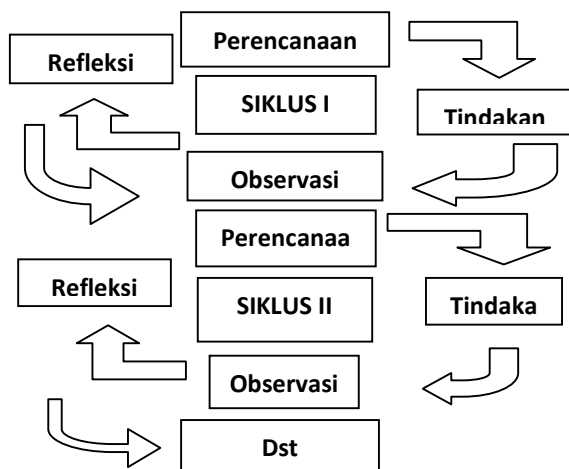 Perencanaan
Refleksi
SIKLUS I
Tindakan
Observasi
Perencanaa
Refleksi
SIKLUS II
Tindaka
Observasi
Dst